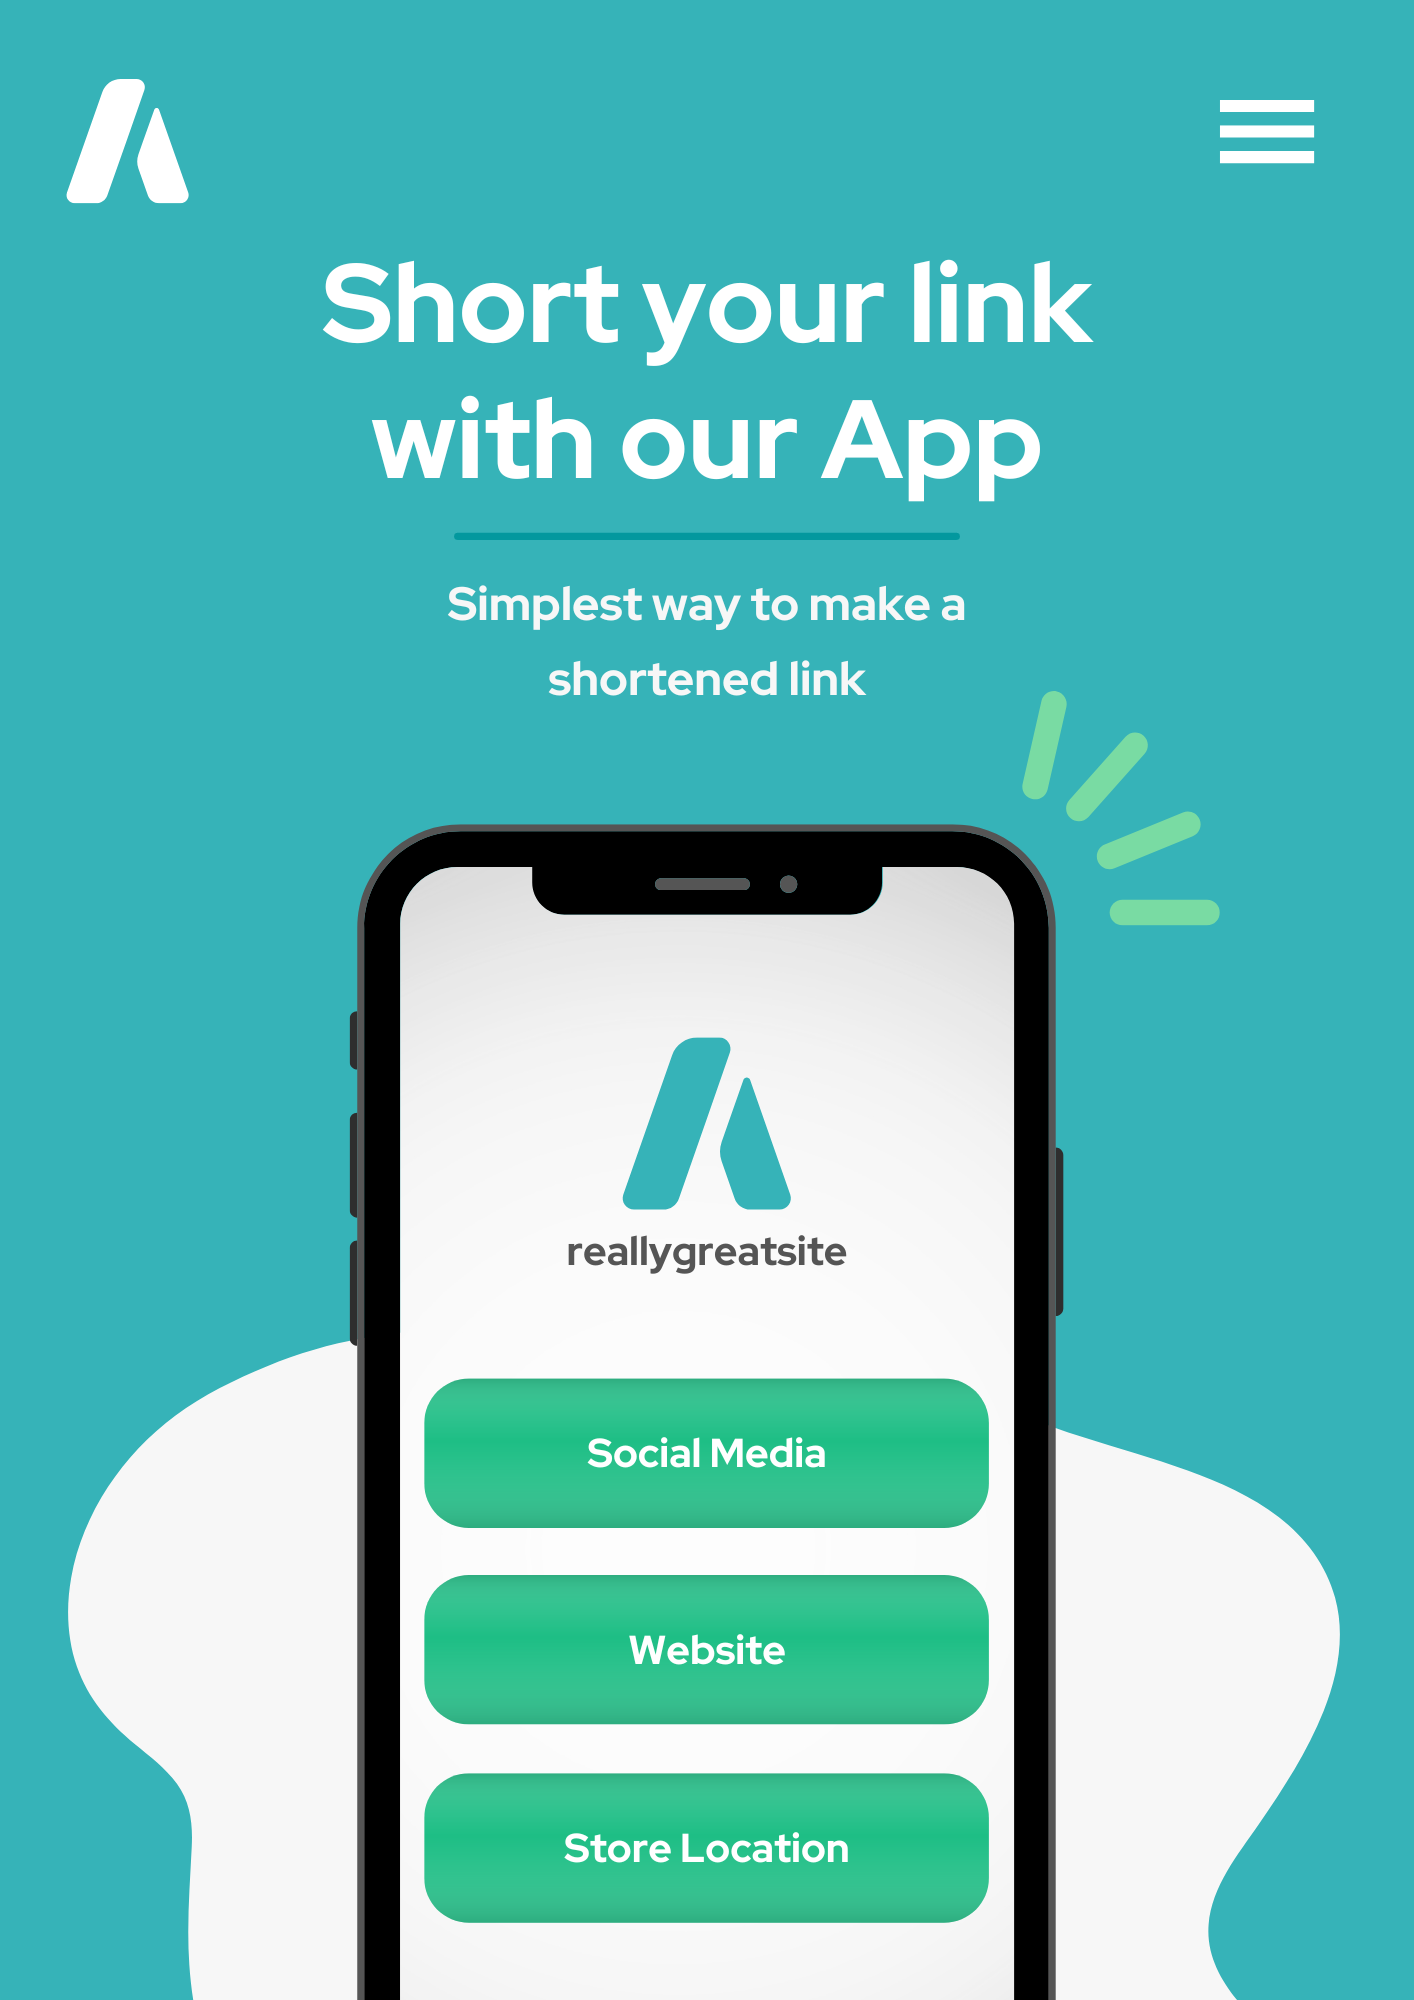 Short your link
with our App
Simplest way to make a
shortened link
reallygreatsite
Social Media
Website
Store Location